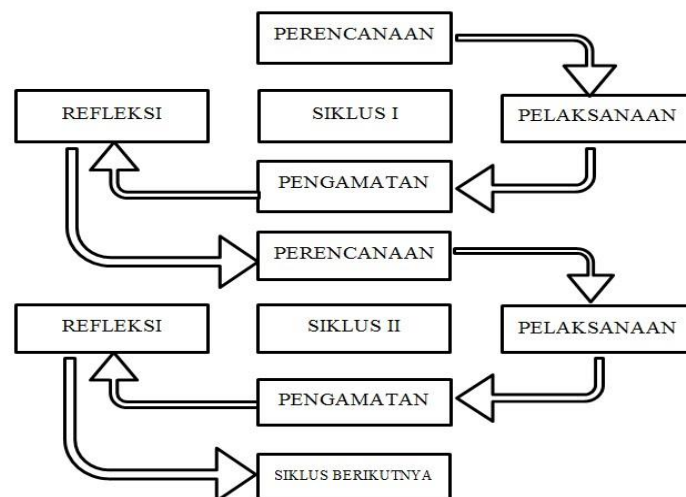 PERENCANAAN
REFLEKSI
SIKLUS I
PELAKSANAAN
PENGAMATAN
PERENCANAAN
REFLEKSI
SIKLUS II
PELAKSANAAN
PENGAMATAN
SIKLUS BERIKUTNYA